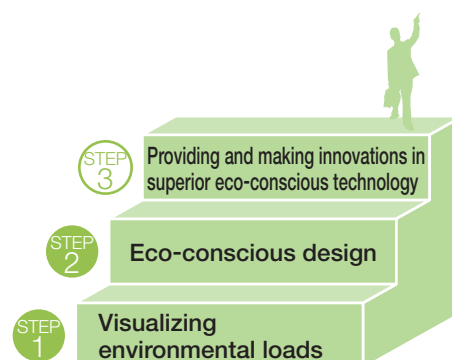 STEP
3
Providing and making innovations in
superior eco-conscious technology
STEP
2
Eco-conscious design
STEP
1
Visualizing
environmental loads